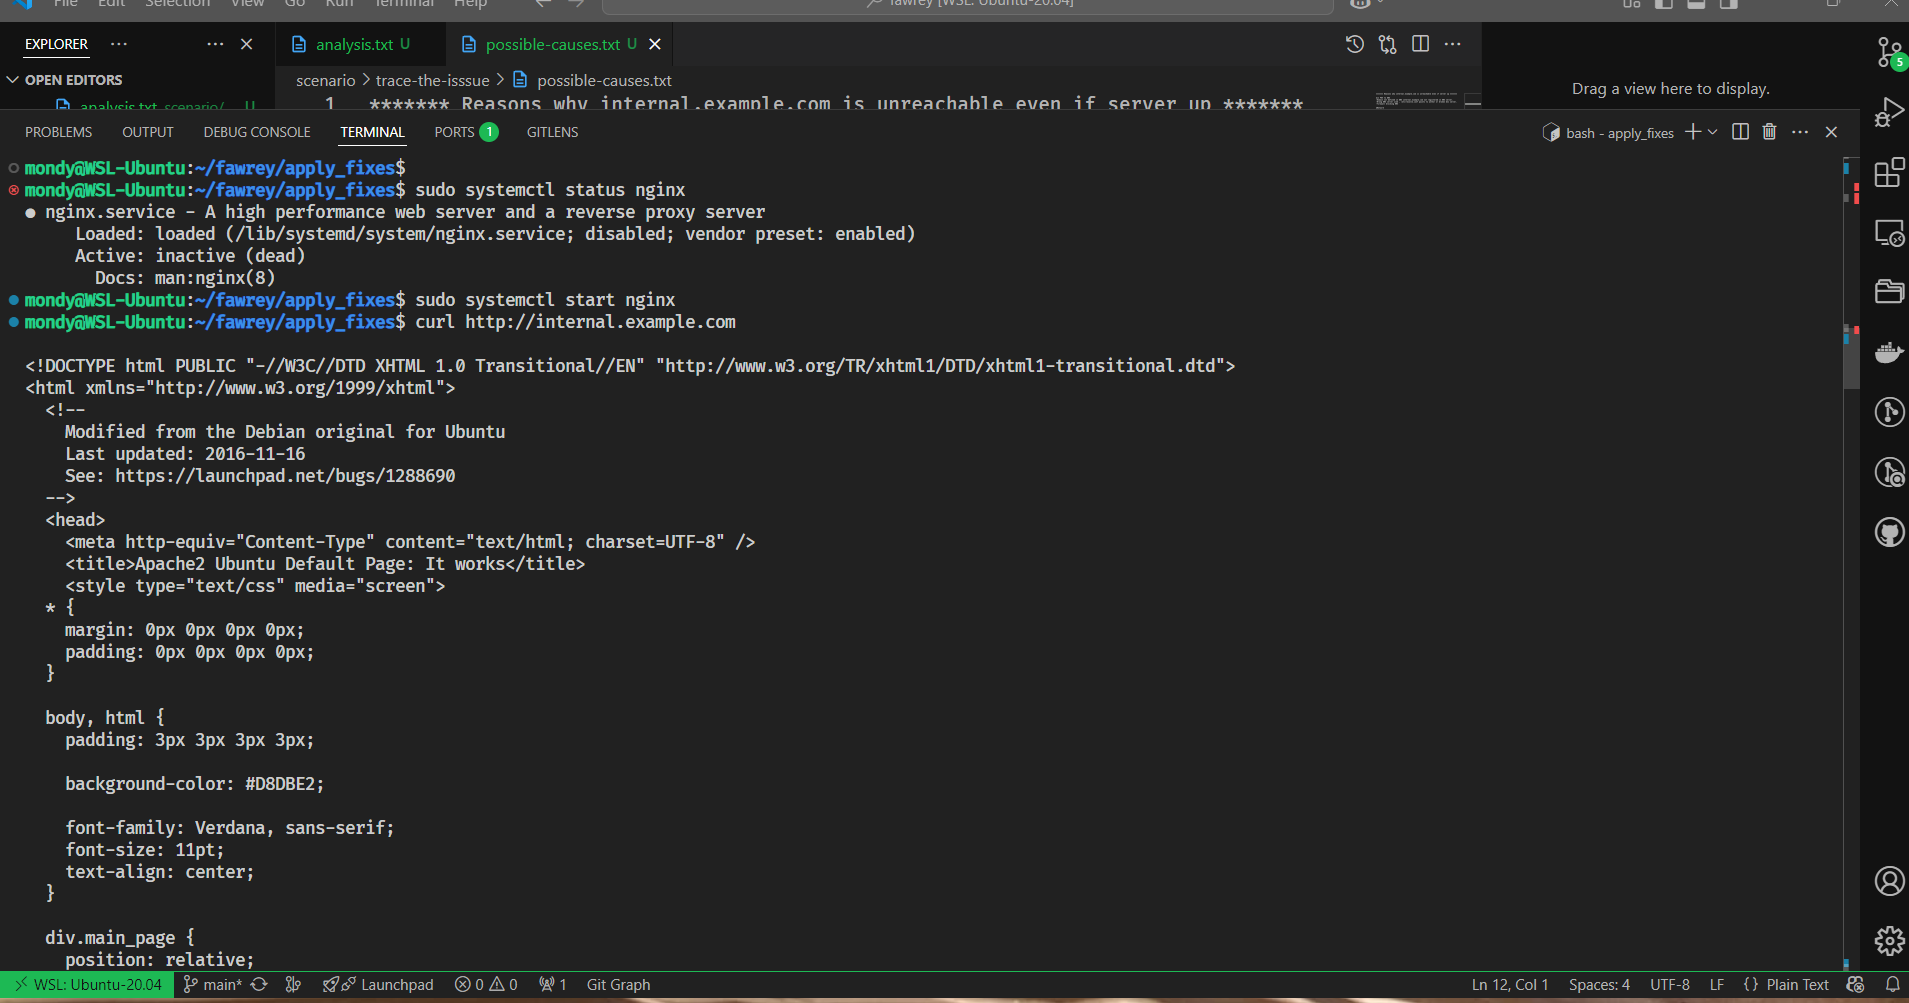 File Edit Selection View Go Run Terminal Help
fawrey [WSL: Ubuntu-20.04]
EXPLORER
analysis.txt U
possible-causes.txt U
5
OPEN EDITORS
scenario > trace-the-isssue > possible-causes.txt
Drag a view here to display.
analysis.txt scenario/... U
1 ******* Reasons why internal.example.com is unreachable even if server up *******
PROBLEMS OUTPUT DEBUG CONSOLE TERMINAL PORTS 1 GITLENS
bash - apply_fixes
mondy@WSL-Ubuntu:~/fawrey/apply_fixes$
mondy@WSL-Ubuntu:~/fawrey/apply_fixes$ sudo systemctl status nginx
● nginx.service - A high performance web server and a reverse proxy server
Loaded: loaded (/lib/systemd/system/nginx.service; disabled; vendor preset: enabled)
Active: inactive (dead)
Docs: man:nginx(8)
mondy@WSL-Ubuntu:~/fawrey/apply_fixes$ sudo systemctl start nginx
mondy@WSL-Ubuntu:~/fawrey/apply_fixes$ curl http://internal.example.com
<!DOCTYPE html PUBLIC "-//W3C//DTD XHTML 1.0 Transitional//EN" "http://www.w3.org/TR/xhtml1/DTD/xhtml1-transitional.dtd">
<html xmlns="http://www.w3.org/1999/xhtml">
<!--
Modified from the Debian original for Ubuntu
Last updated: 2016-11-16
See: https://launchpad.net/bugs/1288690
-->
<head>
<meta http-equiv="Content-Type" content="text/html; charset=UTF-8" />
<title>Apache2 Ubuntu Default Page: It works</title>
<style type="text/css" media="screen">
* {
margin: 0px 0px 0px 0px;
padding: 0px 0px 0px 0px;
}
body, html {
padding: 3px 3px 3px 3px;
background-color: #D8DBE2;
font-family: Verdana, sans-serif;
font-size: 11pt;
text-align: center;
}
div.main_page {
position: relative;
WSL: Ubuntu-20.04 main* Launchpad 0 0 1 Git Graph
Ln 12, Col 1 Spaces: 4 UTF-8 LF {} Plain Text